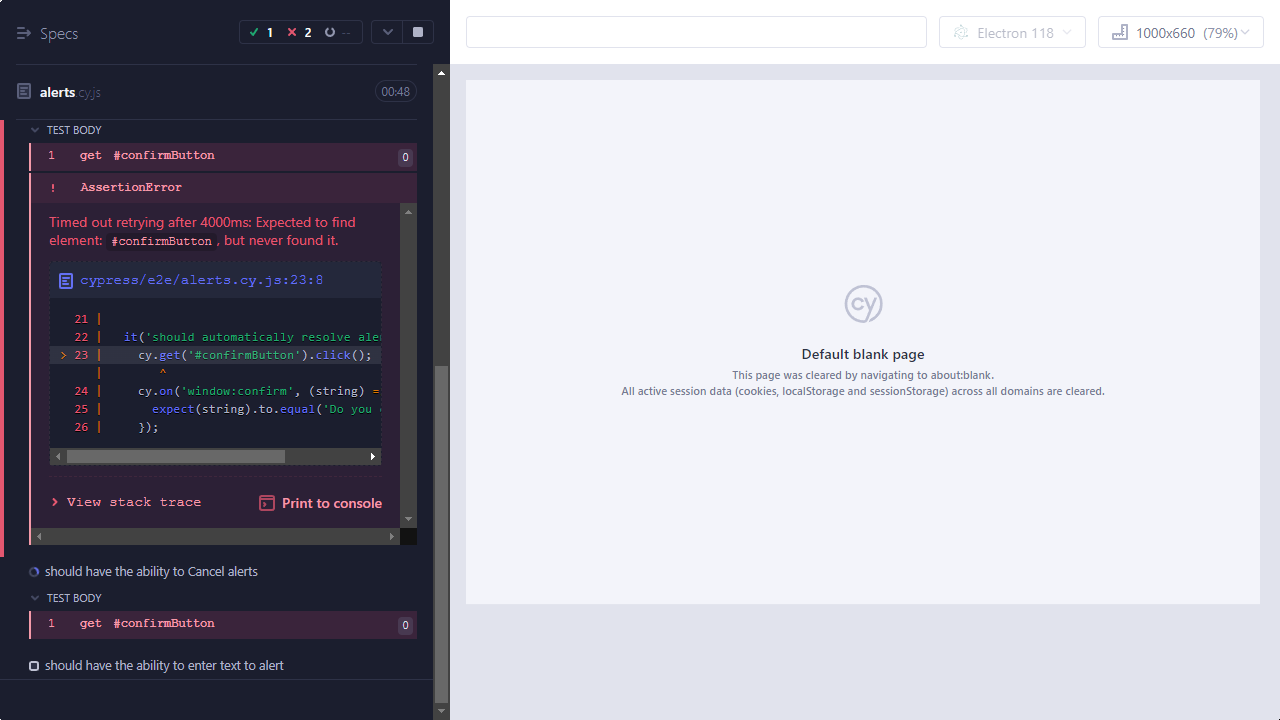 Specs
1 2 --
Electron 118
1000x660 (79%)
alerts.cy.js
00:48
TEST BODY
1 get #confirmButton 0
! AssertionError
Timed out retrying after 4000ms: Expected to find
element: #confirmButton, but never found it.
cypress/e2e/alerts.cy.js:23:8
21 |
22 | it('should automatically resolve aler
> 23 | cy.get('#confirmButton').click();
| ^
24 | cy.on('window:confirm', (string) =
25 | expect(string).to.equal('Do you
26 | });
> View stack trace
Print to console
should have the ability to Cancel alerts
TEST BODY
1 get #confirmButton 0
should have the ability to enter text to alert
cy
Default blank page
This page was cleared by navigating to about:blank.
All active session data (cookies, localStorage and sessionStorage) across all domains are cleared.